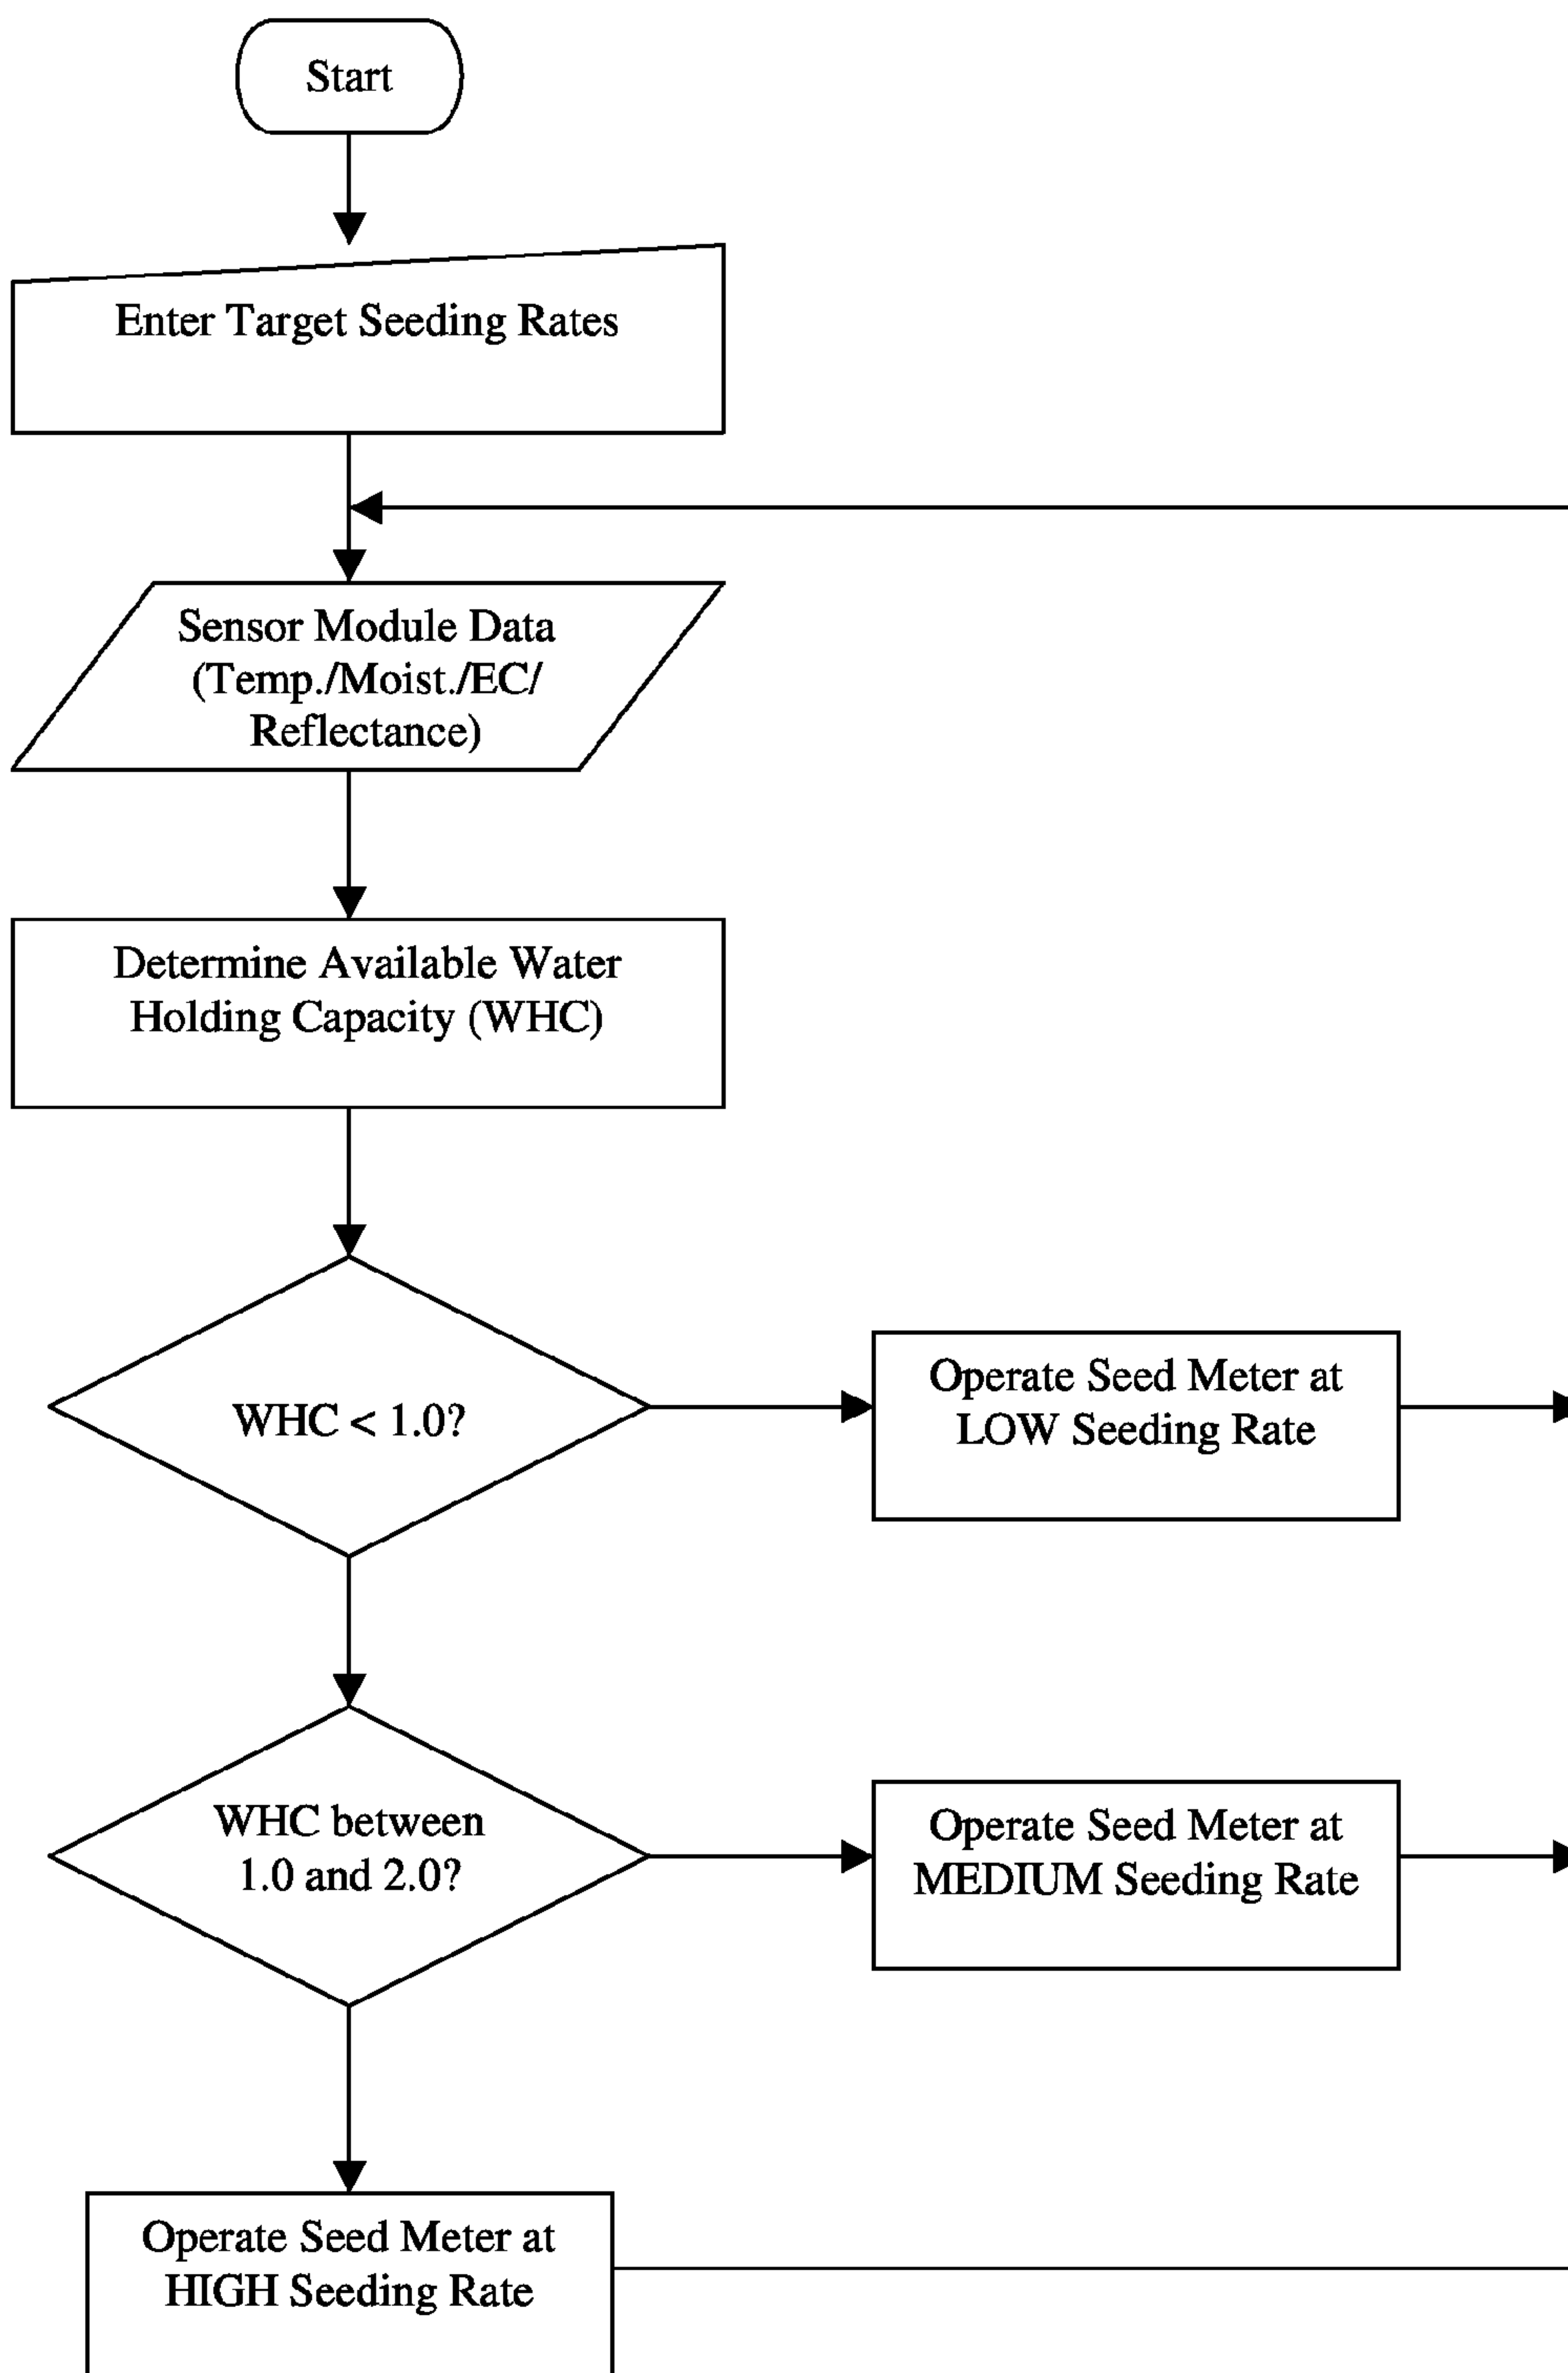 Start
Enter Target Seeding Rates
Sensor Module Data
(Temp./Moist./EC/
Reflectance)
Determine Available Water
Holding Capacity (WHC)
WHC < 1.0?
Operate Seed Meter at
LOW Seeding Rate
WHC between
1.0 and 2.0?
Operate Seed Meter at
MEDIUM Seeding Rate
Operate Seed Meter at
HIGH Seeding Rate